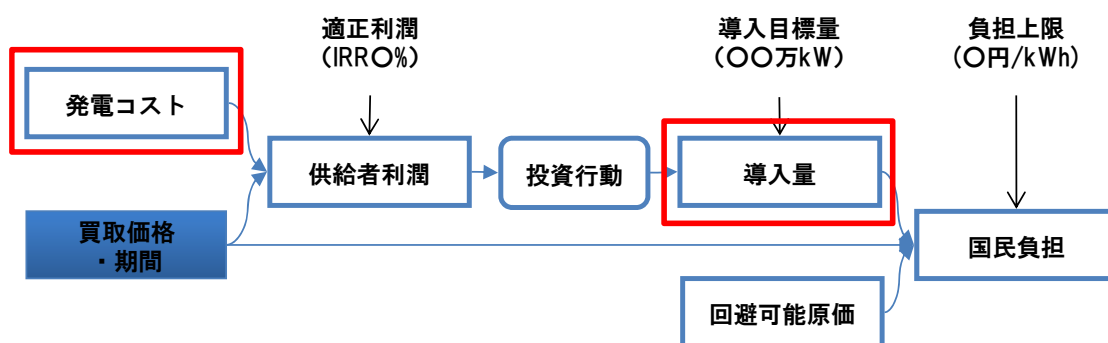 適正利潤
(IRR〇%)
導入目標量
(〇〇万kW)
負担上限
(〇円/kWh)
発電コスト
供給者利潤
投資行動
導入量
買取価格
・期間
国民負担
回避可能原価